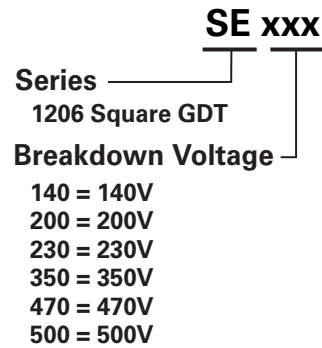 SE xxx
Series
1206 Square GDT
Breakdown Voltage
140 = 140V
200 = 200V
230 = 230V
350 = 350V
470 = 470V
500 = 500V